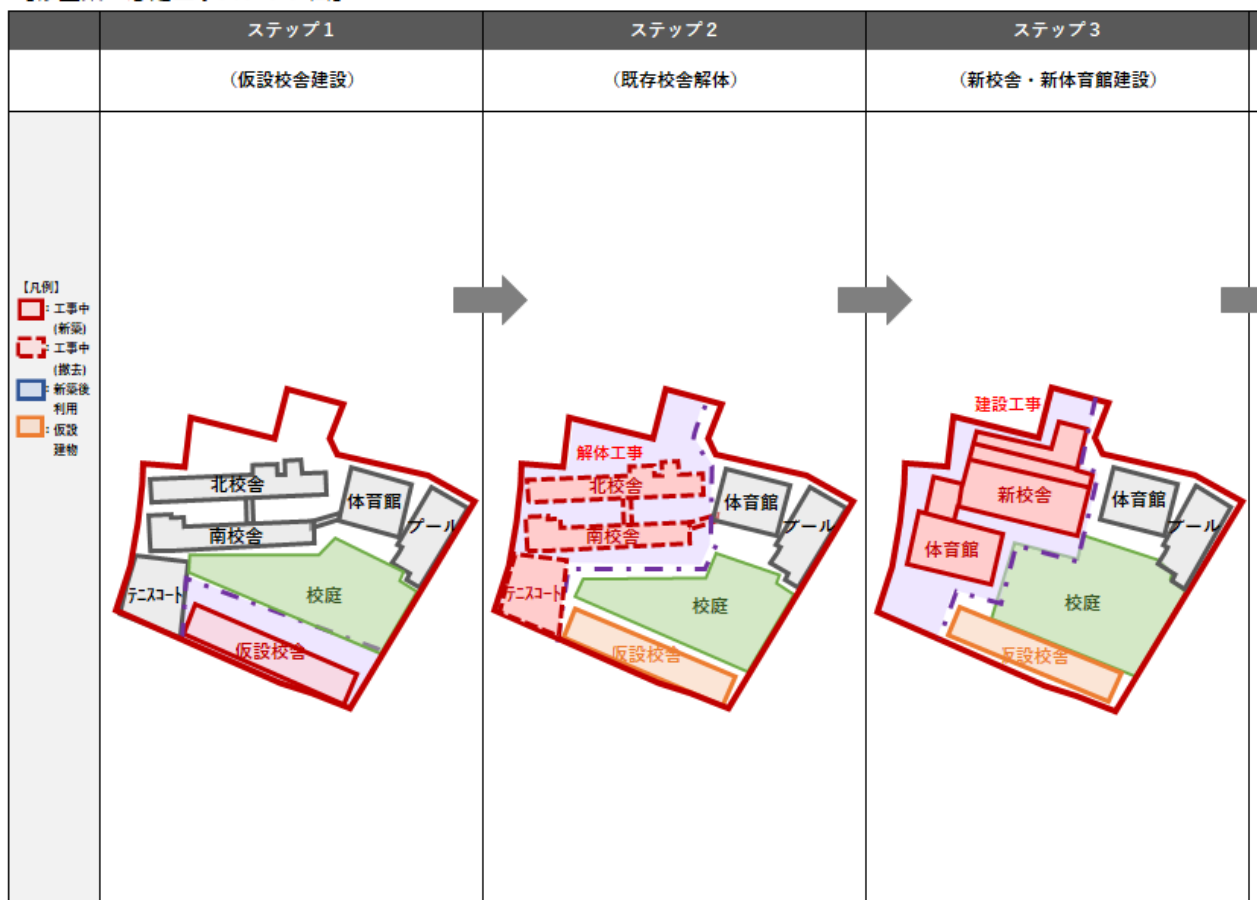 ステップ1
ステップ2
ステップ3
（仮設校舎建設）
（既存校舎解体）
（新校舎・新体育館建設）
【凡例】
：工事中
(新築)
：工事中
(撤去)
：新築後
利用
：仮設
建物
北校舎
南校舎
体育館
プール
テニスコート
校庭
仮設校舎
解体工事
北校舎
南校舎
体育館
プール
テニスコート
校庭
仮設校舎
建設工事
新校舎
体育館
体育館
プール
校庭
仮設校舎